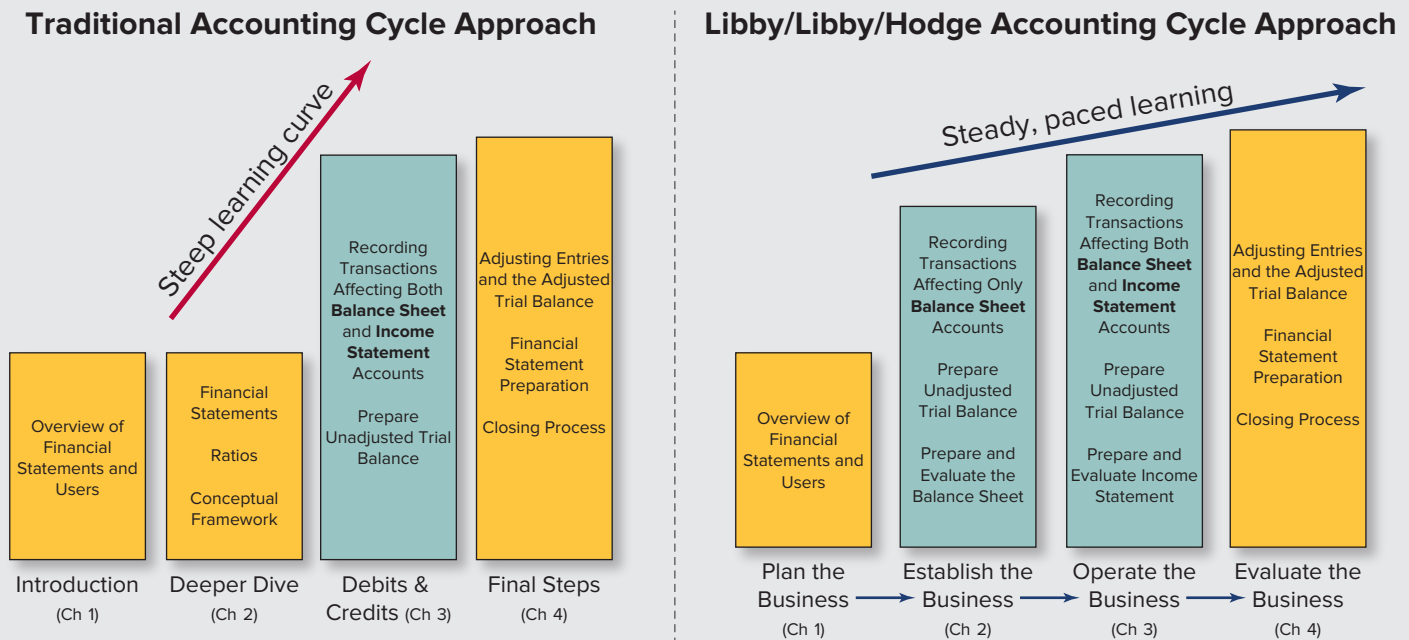 Traditional Accounting Cycle Approach
Steep learning curve
Overview of
Financial
Statements and
Users
Introduction
(Ch 1)
Financial
Statements
Ratios
Conceptual
Framework
Deeper Dive
(Ch 2)
Recording
Transactions
Affecting Both
Balance Sheet
and Income
Statement
Accounts
Prepare
Unadjusted Trial
Balance
Debits &
Credits (Ch 3)
Adjusting Entries
and the Adjusted
Trial Balance
Financial
Statement
Preparation
Closing Process
Final Steps
(Ch 4)
Libby/Libby/Hodge Accounting Cycle Approach
Steady, paced learning
Overview of
Financial
Statements and
Users
Plan the
Business
(Ch 1)
Recording
Transactions
Affecting Only
Balance Sheet
Accounts
Prepare
Unadjusted
Trial Balance
Prepare and
Evaluate the
Balance Sheet
Establish the
Business
(Ch 2)
Recording
Transactions
Affecting Both
Balance Sheet
and Income
Statement
Accounts
Prepare
Unadjusted
Trial Balance
Prepare and
Evaluate Income
Statement
Operate the
Business
(Ch 3)
Adjusting Entries
and the Adjusted
Trial Balance
Financial
Statement
Preparation
Closing Process
Evaluate the
Business
(Ch 4)